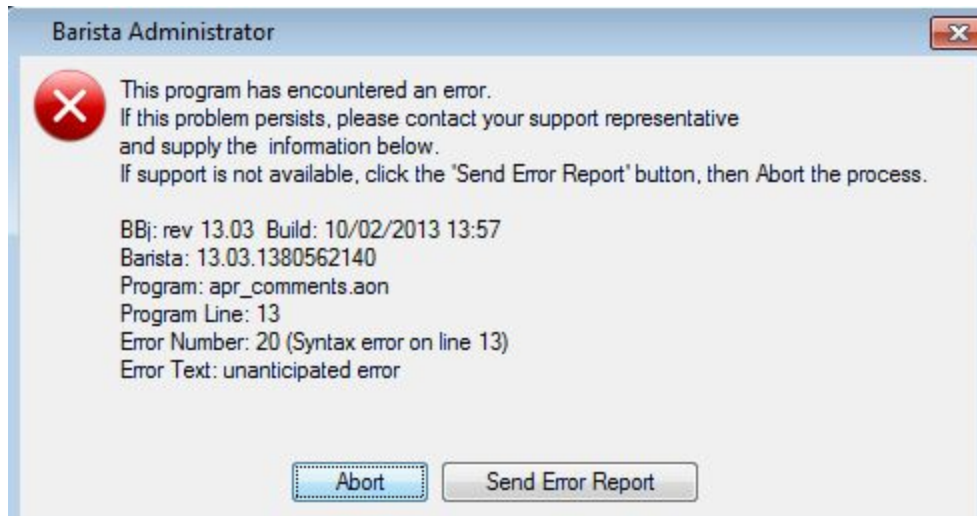 Barista Administrator
This program has encountered an error.
If this problem persists, please contact your support representative
and supply the  information below.
If support is not available, click the "Send Error Report" button, then Abort the process.
BBj: rev 13.03  Build: 10/02/2013 13:57
Barista: 13.03.1380562140
Program: apr_comments.aon
Program Line: 13
Error Number: 20 (Syntax error on line 13)
Error Text: unanticipated error
Abort
Send Error Report